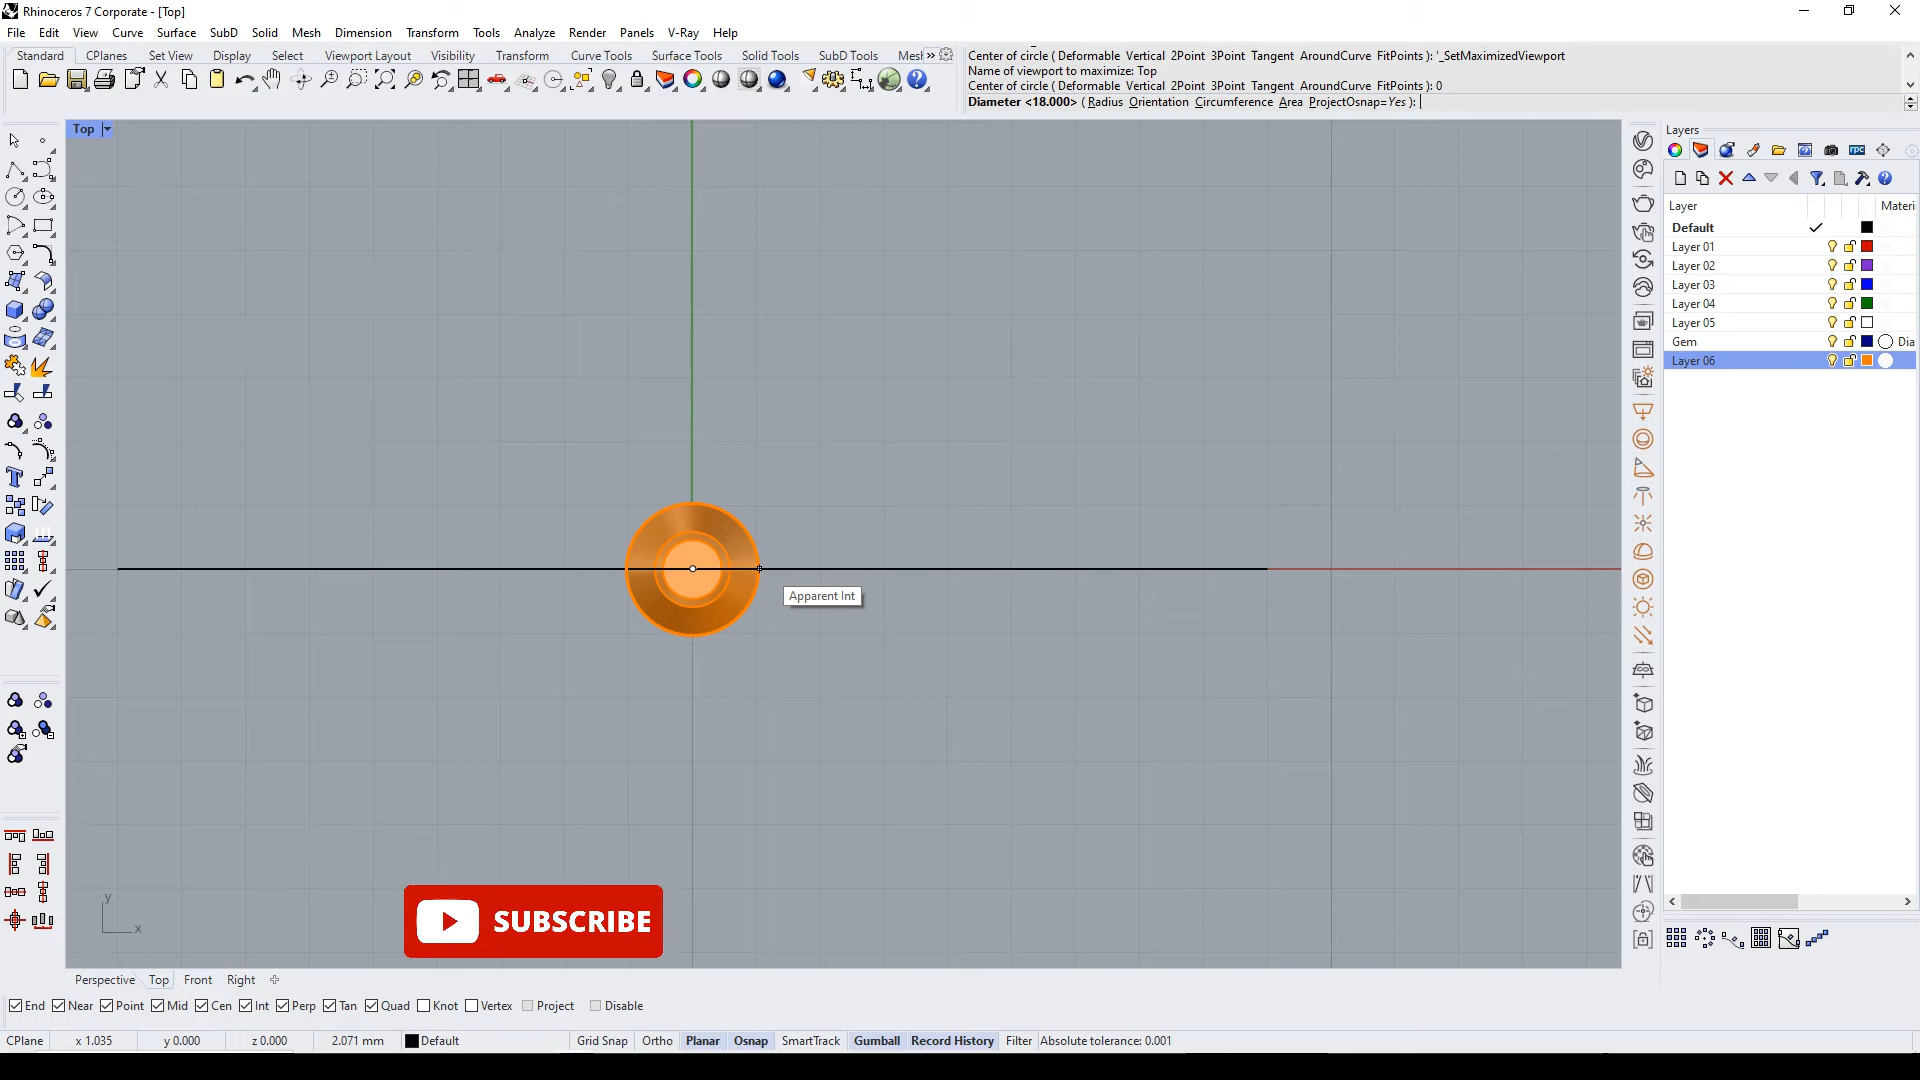 Rhinoceros 7 Corporate - [Top]
File Edit View Curve Surface Solid SubD Mesh Dimension Transform Tools Analyze Render Panels V-Ray Help
Standard CPlanes Set View Display Select Viewport Layout Visibility Transform Curve Tools Surface Tools Solid Tools SubD Tools Mesh
Center of circle ( Deformable Vertical 2Point 3Point Tangent AroundCurve FitPoints ): '_SetMaximizedViewport
Name of viewport to maximize: Top
Center of circle ( Deformable Vertical 2Point 3Point Tangent AroundCurve FitPoints ): 0
Diameter <18.000> ( Radius Orientation Circumference Area ProjectOsnap=Yes ):
Top
Layers
Layer Materi
Default
Layer 01
Layer 02
Layer 03
Layer 04
Layer 05
Gem Dia
Layer 06
Apparent Int
y
x
SUBSCRIBE
Perspective Top Front Right
End Near Point Mid Cen Int Perp Tan Quad Knot Vertex Project Disable
CPlane x 1.035 y 0.000 z 0.000 2.071 mm Default Grid Snap Ortho Planar Osnap SmartTrack Gumball Record History Filter Absolute tolerance: 0.001